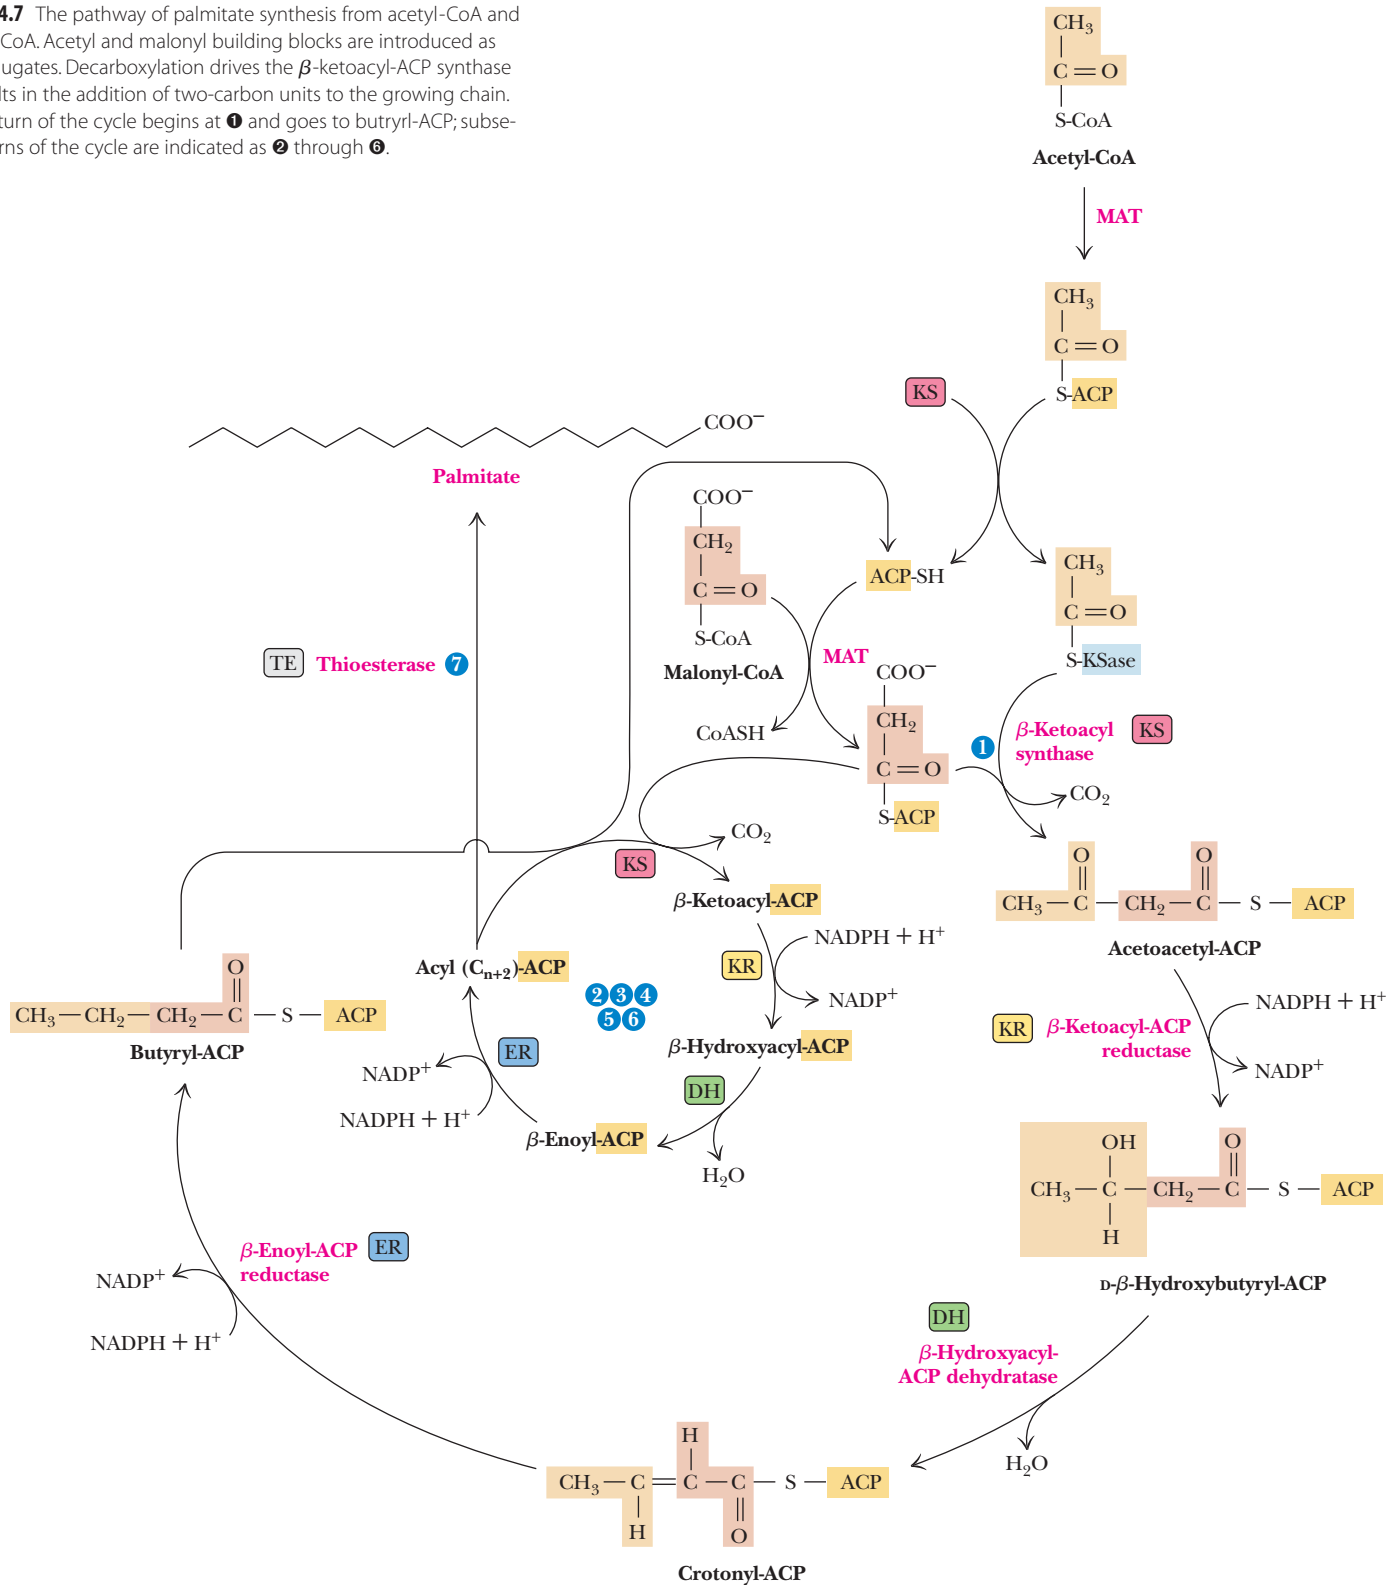 4.7 The pathway of palmitate synthesis from acetyl-CoA and
CoA. Acetyl and malonyl building blocks are introduced as
ugates. Decarboxylation drives the β-ketoacyl-ACP synthase
lts in the addition of two-carbon units to the growing chain.
turn of the cycle begins at ❶ and goes to butryrl-ACP; subse-
rns of the cycle are indicated as ❷ through ❻.
CH₃
C=O
S-CoA
Acetyl-CoA
MAT
CH₃
C=O
S-ACP
KS
COO⁻
Palmitate
COO⁻
CH₂
C=O
S-CoA
Malonyl-CoA
ACP-SH
CH₃
C=O
S-KSase
TE Thioesterase 7
MAT
CoASH
COO⁻
CH₂
C=O
S-ACP
1
β-Ketoacyl
synthase
KS
CO₂
CO₂
KS
β-Ketoacyl-ACP
O O
CH₃—C—CH₂—C—S—ACP
Acetoacetyl-ACP
NADPH + H⁺
KR
NADP⁺
Acyl (Cₙ₊₂)-ACP
2 3 4
5 6
O
CH₃—CH₂—CH₂—C—S—ACP
Butyryl-ACP
β-Hydroxyacyl-ACP
NADPH + H⁺
KR β-Ketoacyl-ACP
reductase
NADP⁺
ER
NADP⁺
NADPH + H⁺
DH
β-Enoyl-ACP
H₂O
OH O
CH₃—C—CH₂—C—S—ACP
H
D-β-Hydroxybutyryl-ACP
β-Enoyl-ACP
reductase
ER
NADP⁺
NADPH + H⁺
DH
β-Hydroxyacyl-
ACP dehydratase
H₂O
H
CH₃—C=C—C—S—ACP
H O
Crotonyl-ACP